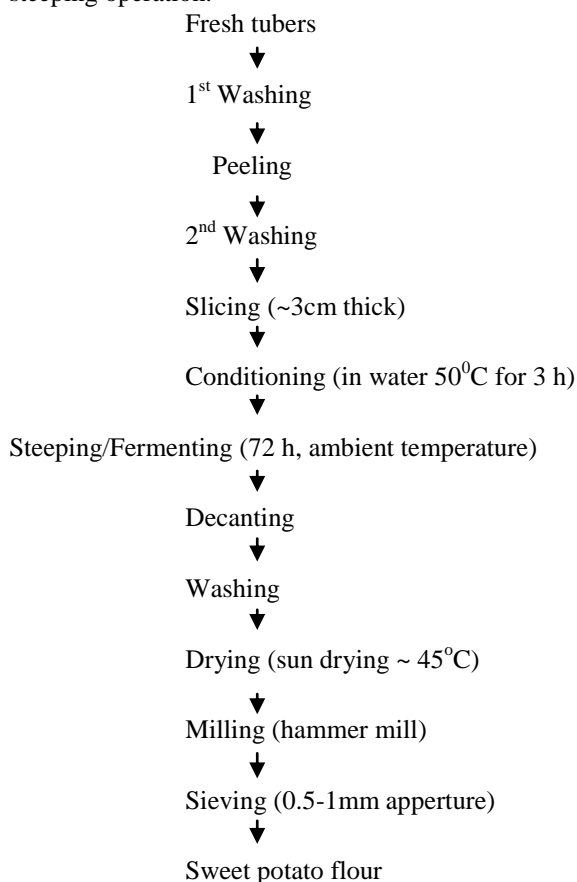 steeping operation.
Fresh tubers
1st Washing
Peeling
2nd Washing
Slicing (~3cm thick)
Conditioning (in water 50⁰C for 3 h)
Steeping/Fermenting (72 h, ambient temperature)
Decanting
Washing
Drying (sun drying ~ 45°C)
Milling (hammer mill)
Sieving (0.5-1mm apperture)
Sweet potato flour